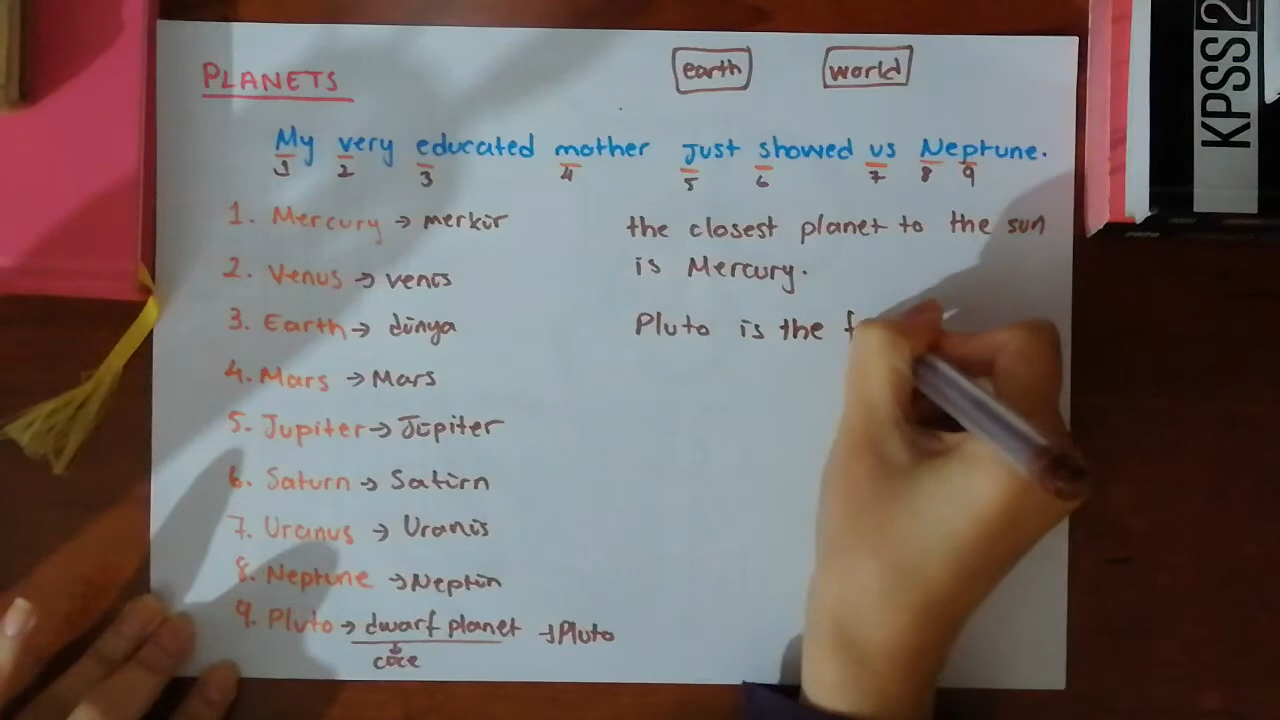 PLANETS
earth
world
My very educated mother just showed us Neptune.
1 2 3 4 5 6 7 8 9
1. Mercury → merkür
2. Venus → venüs
3. Earth → dünya
4. Mars → Mars
5. Jupiter → Jüpiter
6. Saturn → Satürn
7. Uranus → Uranüs
8. Neptune → Neptün
9. Pluto → dwarf planet → Pluto
cüce
the closest planet to the sun
is Mercury.
Pluto is the
KPSS 2